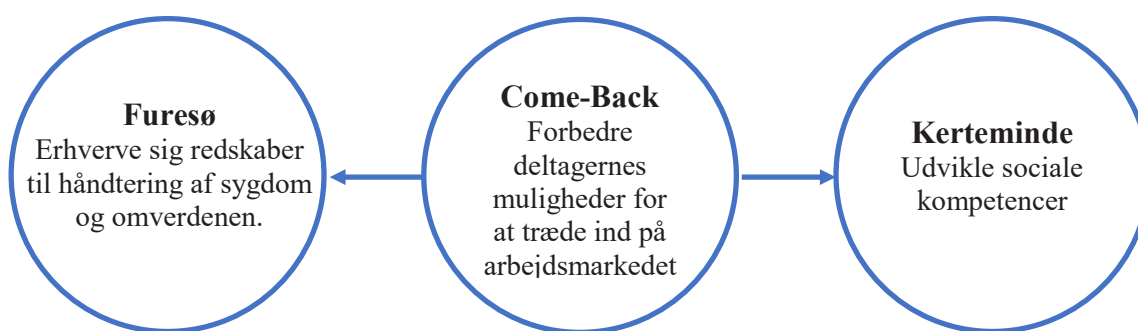 Furesø
Erhverve sig redskaber
til håndtering af sygdom
og omverdenen.
Come-Back
Forbedre
deltagernes
muligheder for
at træde ind på
arbejdsmarkedet
Kerteminde
Udvikle sociale
kompetencer